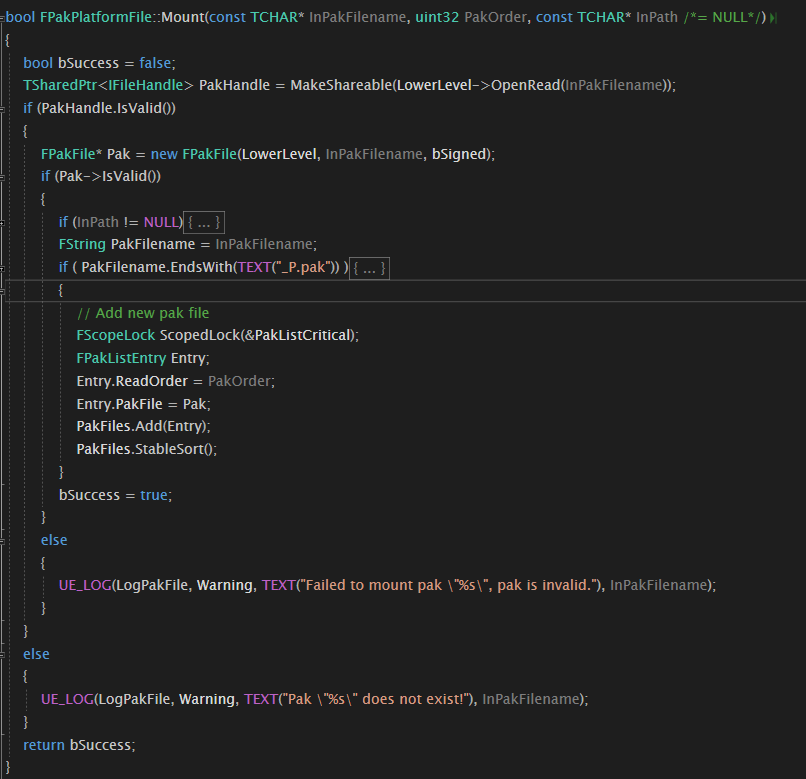 bool FPakPlatformFile::Mount(const TCHAR* InPakFilename, uint32 PakOrder, const TCHAR* InPath /*= NULL*/)
{
bool bSuccess = false;
TSharedPtr<IFileHandle> PakHandle = MakeShareable(LowerLevel->OpenRead(InPakFilename));
if (PakHandle.IsValid())
{
FPakFile* Pak = new FPakFile(LowerLevel, InPakFilename, bSigned);
if (Pak->IsValid())
{
if (InPath != NULL){ ... }
FString PakFilename = InPakFilename;
if ( PakFilename.EndsWith(TEXT("_P.pak")) ){ ... }
{
// Add new pak file
FScopeLock ScopedLock(&PakListCritical);
FPakListEntry Entry;
Entry.ReadOrder = PakOrder;
Entry.PakFile = Pak;
PakFiles.Add(Entry);
PakFiles.StableSort();
}
bSuccess = true;
}
else
{
UE_LOG(LogPakFile, Warning, TEXT("Failed to mount pak \"%s\", pak is invalid."), InPakFilename);
}
}
else
{
UE_LOG(LogPakFile, Warning, TEXT("Pak \"%s\" does not exist!"), InPakFilename);
}
return bSuccess;
}